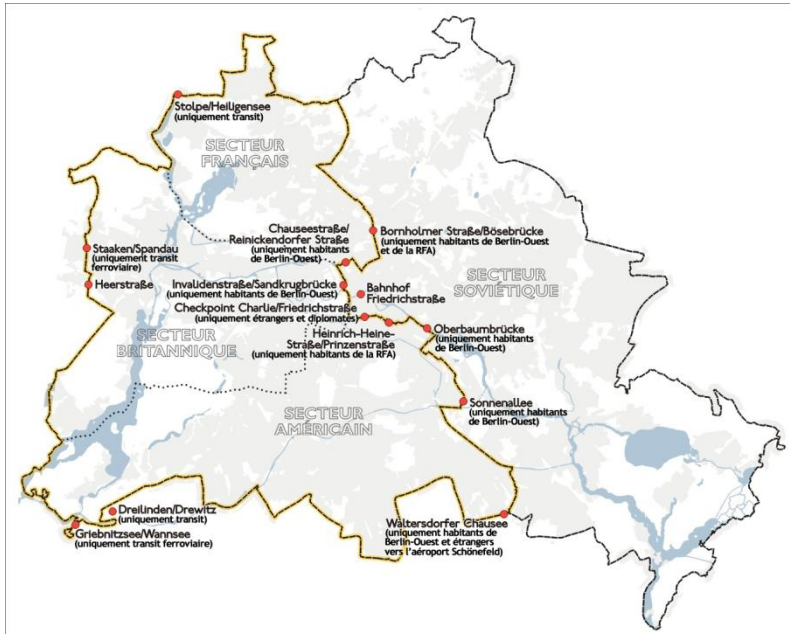 Stolpe/Heiligensee
(uniquement transit)
SECTEUR
FRANÇAIS
Chauseestraße/
Reinickendorfer Straße
(uniquement habitants
de Berlin-Ouest)
Bornholmer Straße/Bösebrücke
(uniquement habitants de Berlin-Ouest
et de la RFA)
Staaken/Spandau
(uniquement transit
ferroviaire)
Heerstraße
Invalidenstraße/Sandkrugbrücke
(uniquement habitants de Berlin-Ouest)
Bahnhof
Friedrichstraße
SECTEUR
SOVIÉTIQUE
Checkpoint Charlie/Friedrichstraße
(uniquement étrangers et diplomates)
SECTEUR
BRITANNIQUE
Heinrich-Heine-
Straße/Prinzenstraße
(uniquement habitants de la RFA)
Oberbaumbrücke
(uniquement habitants
de Berlin-Ouest)
Sonnenallee
(uniquement habitants
de Berlin-Ouest)
SECTEUR
AMÉRICAIN
Dreilinden/Drewitz
(uniquement transit)
Griebnitzsee/Wannsee
(uniquement transit ferroviaire)
Waltersdorfer Chausee
(uniquement habitants de
Berlin-Ouest et étrangers
vers l'aéroport Schönefeld)